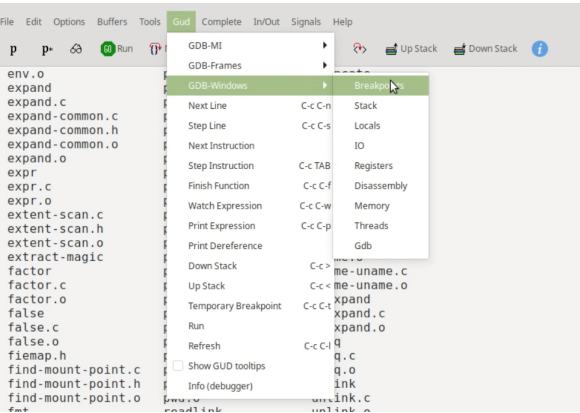 File Edit Options Buffers Tools Gud Complete In/Out Signals Help
p p* GO Run Up Stack Down Stack
env.o
expand
expand.c
expand-common.c
expand-common.h
expand-common.o
expand.o
expr
expr.c
expr.o
extent-scan.c
extent-scan.h
extent-scan.o
extract-magic
factor
factor.c
factor.o
false
false.c
false.o
fiemap.h
find-mount-point.c
find-mount-point.h
find-mount-point.o
fmt
GDB-MI
GDB-Frames
GDB-Windows
Next Line C-c C-n
Step Line C-c C-s
Next Instruction
Step Instruction C-c TAB
Finish Function C-c C-f
Watch Expression C-c C-w
Print Expression C-c C-p
Print Dereference
Down Stack C-c >
Up Stack C-c <
Temporary Breakpoint C-c C-t
Run
Refresh C-c C-l
Show GUD tooltips
Info (debugger)
pwd.o
readlink
Breakpoints
Stack
Locals
IO
Registers
Disassembly
Memory
Threads
Gdb
me-uname.c
me-uname.o
xpand
xpand.c
xpand.o
q
q.c
q.o
ink
unlink.c
unlink.o